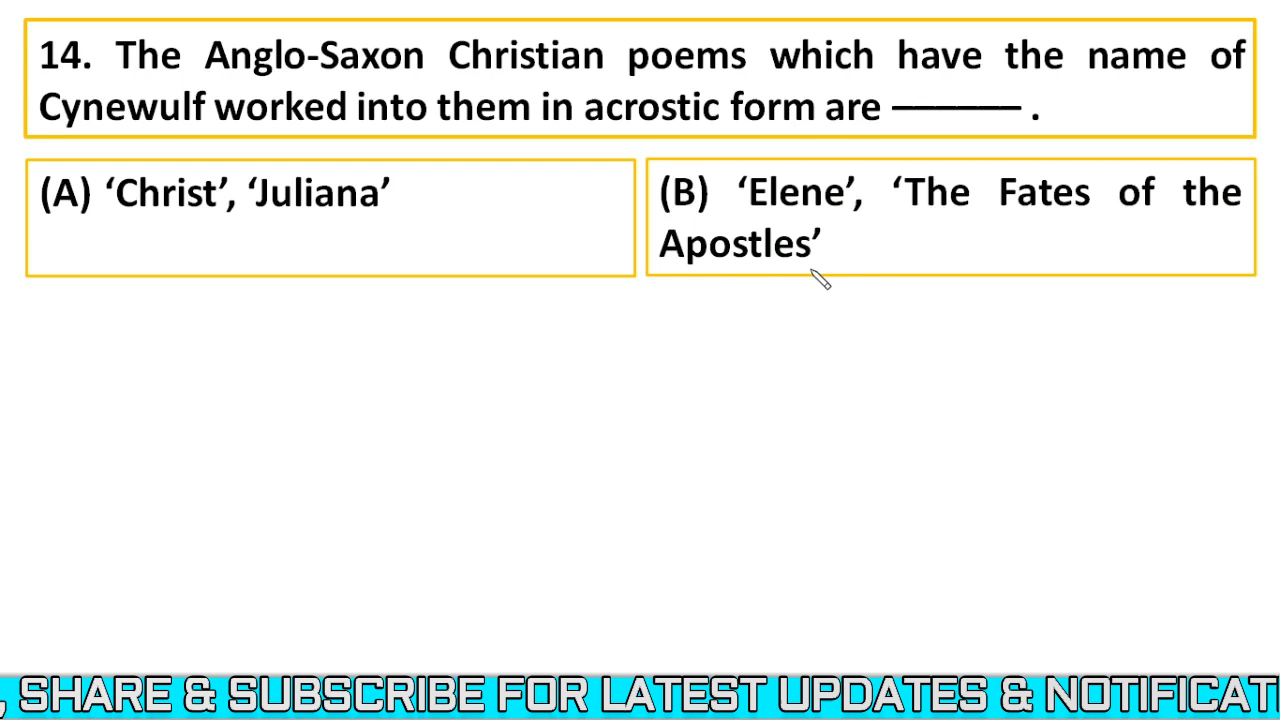 14. The Anglo-Saxon Christian poems which have the name of
Cynewulf worked into them in acrostic form are ———— .
(A) ‘Christ’, ‘Juliana’
(B) ‘Elene’, ‘The Fates of the
Apostles’
, SHARE & SUBSCRIBE FOR LATEST UPDATES & NOTIFICAT